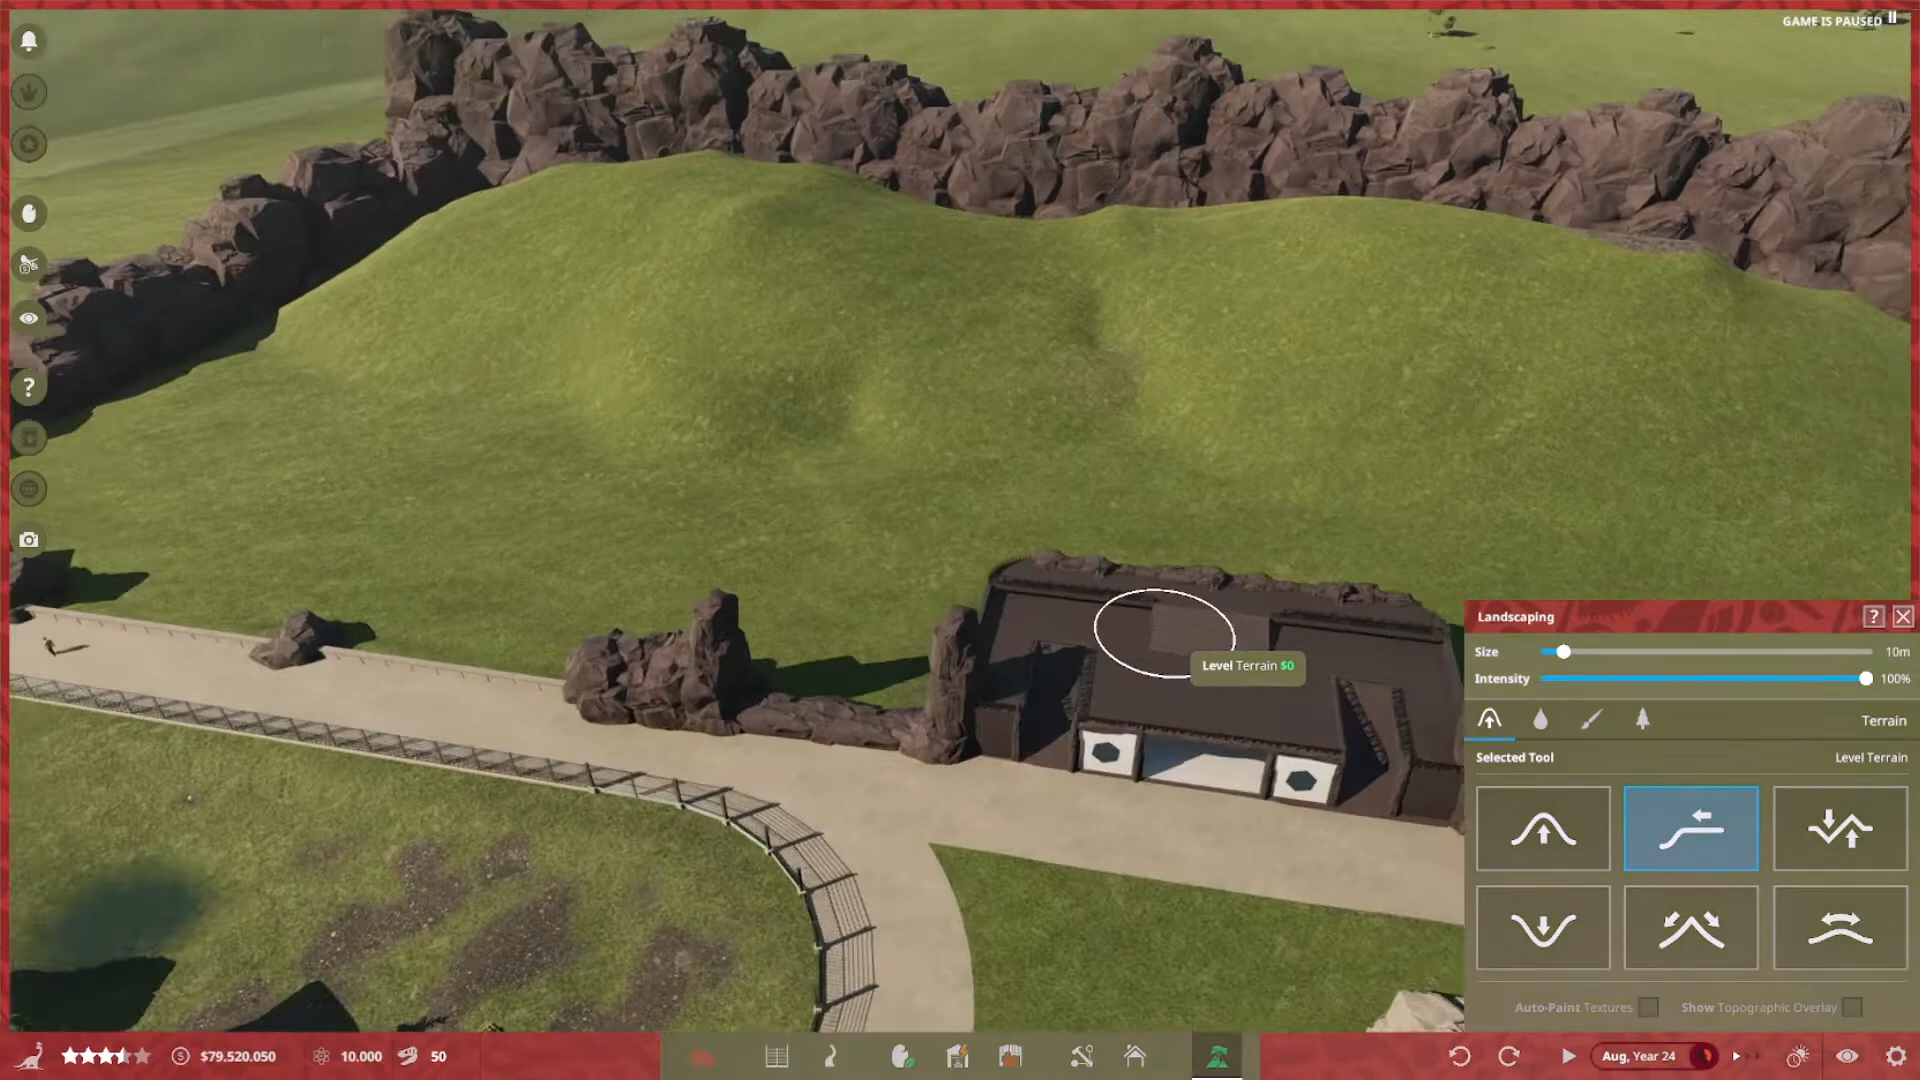 GAME IS PAUSED
?
Level Terrain $0
Landscaping
?
Size 10m
Intensity 100%
Terrain
Selected Tool Level Terrain
Auto-Paint Textures Show Topographic Overlay
$79.520.050 10.000 50 Aug, Year 24